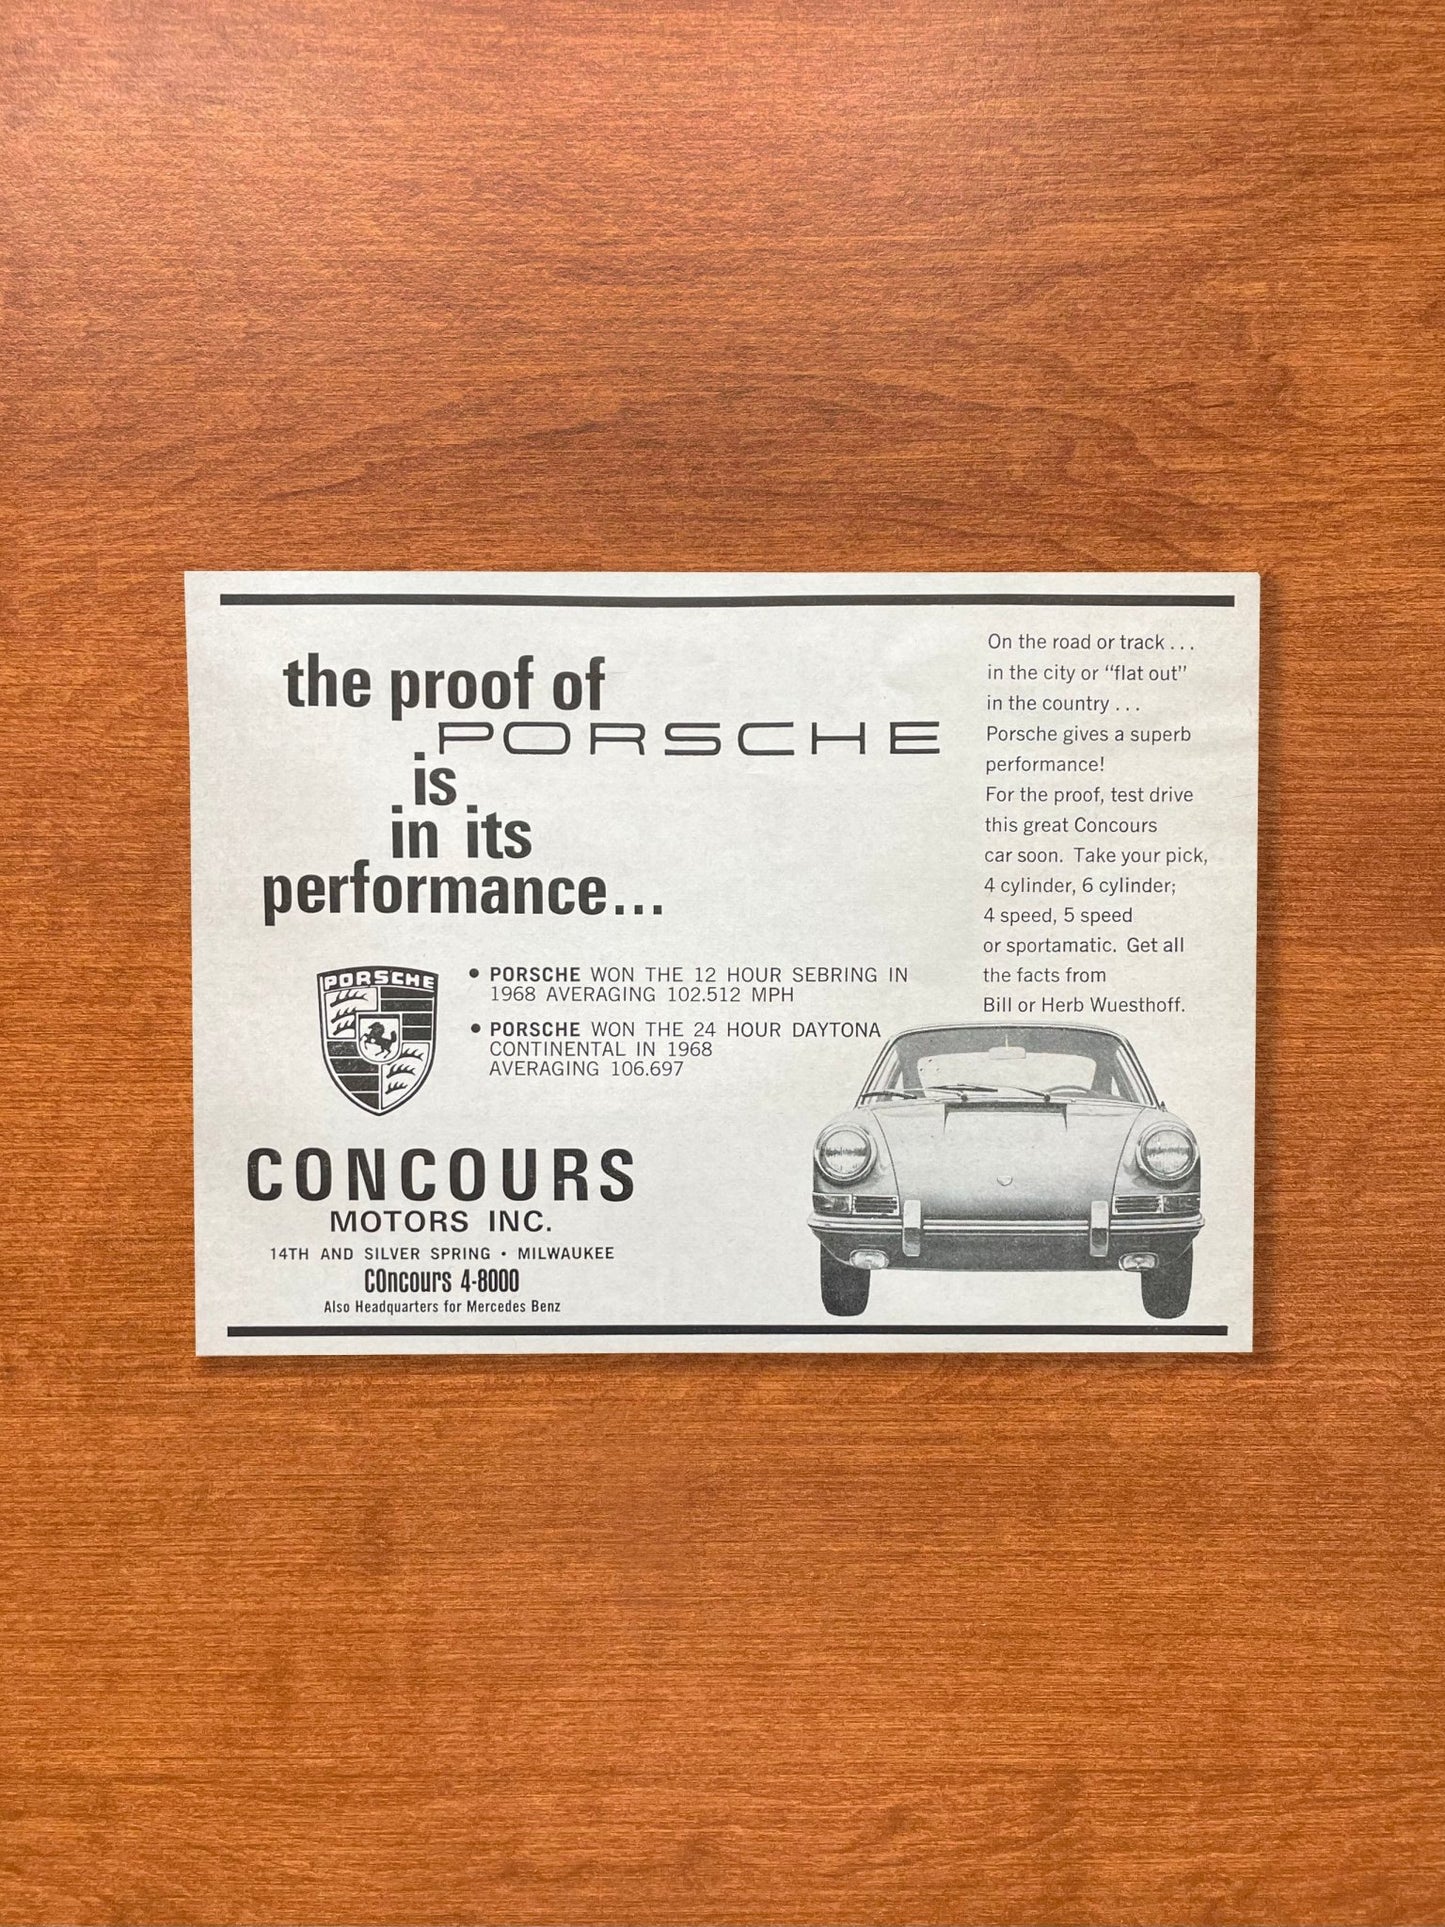 the proof of
PORSCHE
is
in its
performance...
PORSCHE
• PORSCHE WON THE 12 HOUR SEBRING IN
1968 AVERAGING 102.512 MPH
• PORSCHE WON THE 24 HOUR DAYTONA
CONTINENTAL IN 1968
AVERAGING 106.697
CONCOURS
MOTORS INC.
14TH AND SILVER SPRING • MILWAUKEE
COncours 4-8000
Also Headquarters for Mercedes Benz
On the road or track...
in the city or "flat out"
in the country...
Porsche gives a superb
performance!
For the proof, test drive
this great Concours
car soon. Take your pick,
4 cylinder, 6 cylinder;
4 speed, 5 speed
or sportamatic. Get all
the facts from
Bill or Herb Wuesthoff.